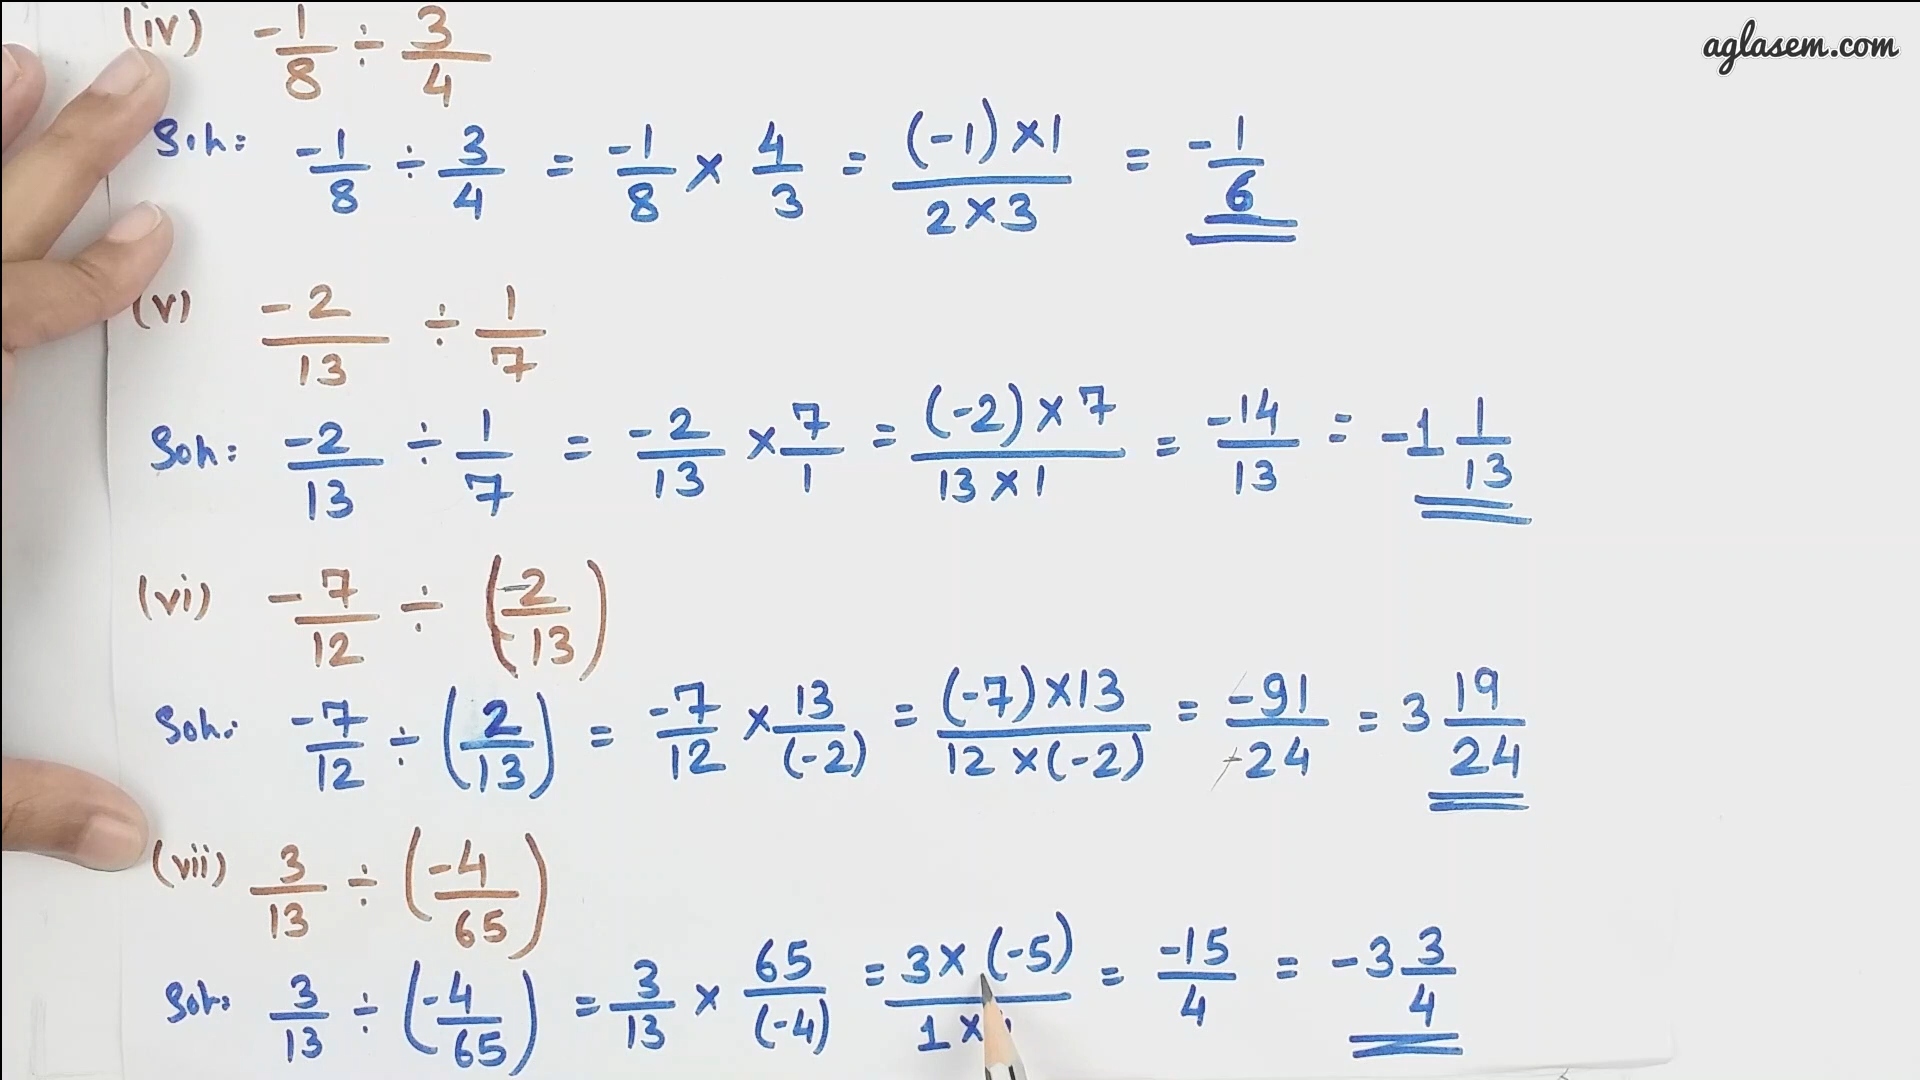 aglasem.com
(iv) -1/8 ÷ 3/4
Soln: -1/8 ÷ 3/4 = -1/8 × 4/3 = (-1)×1/2×3 = -1/6
(v) -2/13 ÷ 1/7
Soln: -2/13 ÷ 1/7 = -2/13 × 7/1 = (-2)×7/13×1 = -14/13 = -1 1/13
(vi) -7/12 ÷ (-2/13)
Soln: -7/12 ÷ (2/13) = -7/12 × 13/(-2) = (-7)×13/12×(-2) = -91/-24 = 3 19/24
(vii) 3/13 ÷ (-4/65)
Soln: 3/13 ÷ (-4/65) = 3/13 × 65/(-4) = 3×(-5)/1× = -15/4 = -3 3/4